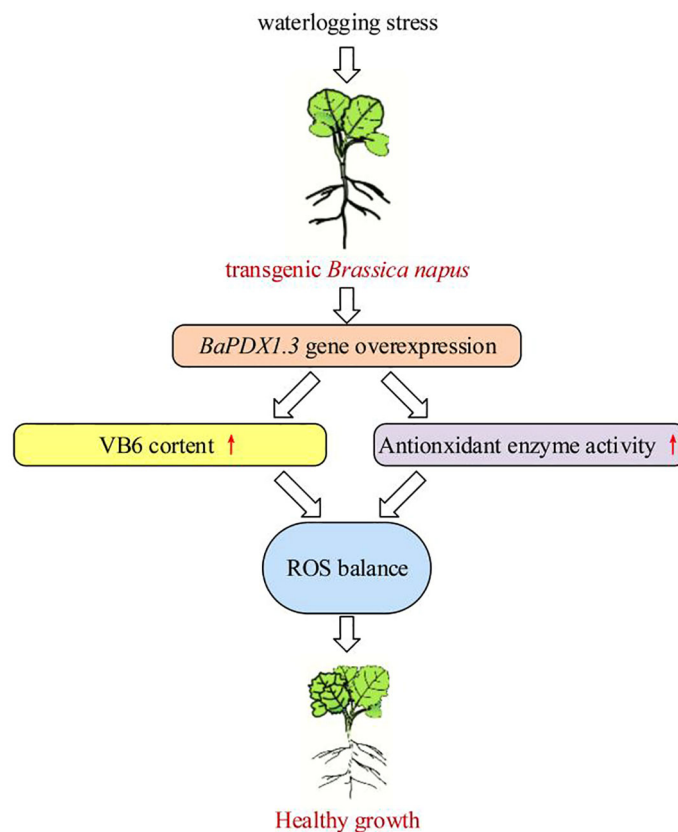 waterlogging stress
transgenic Brassica napus
BaPDX1.3 gene overexpression
VB6 cortent ↑
Antionxidant enzyme activity ↑
ROS balance
Healthy growth